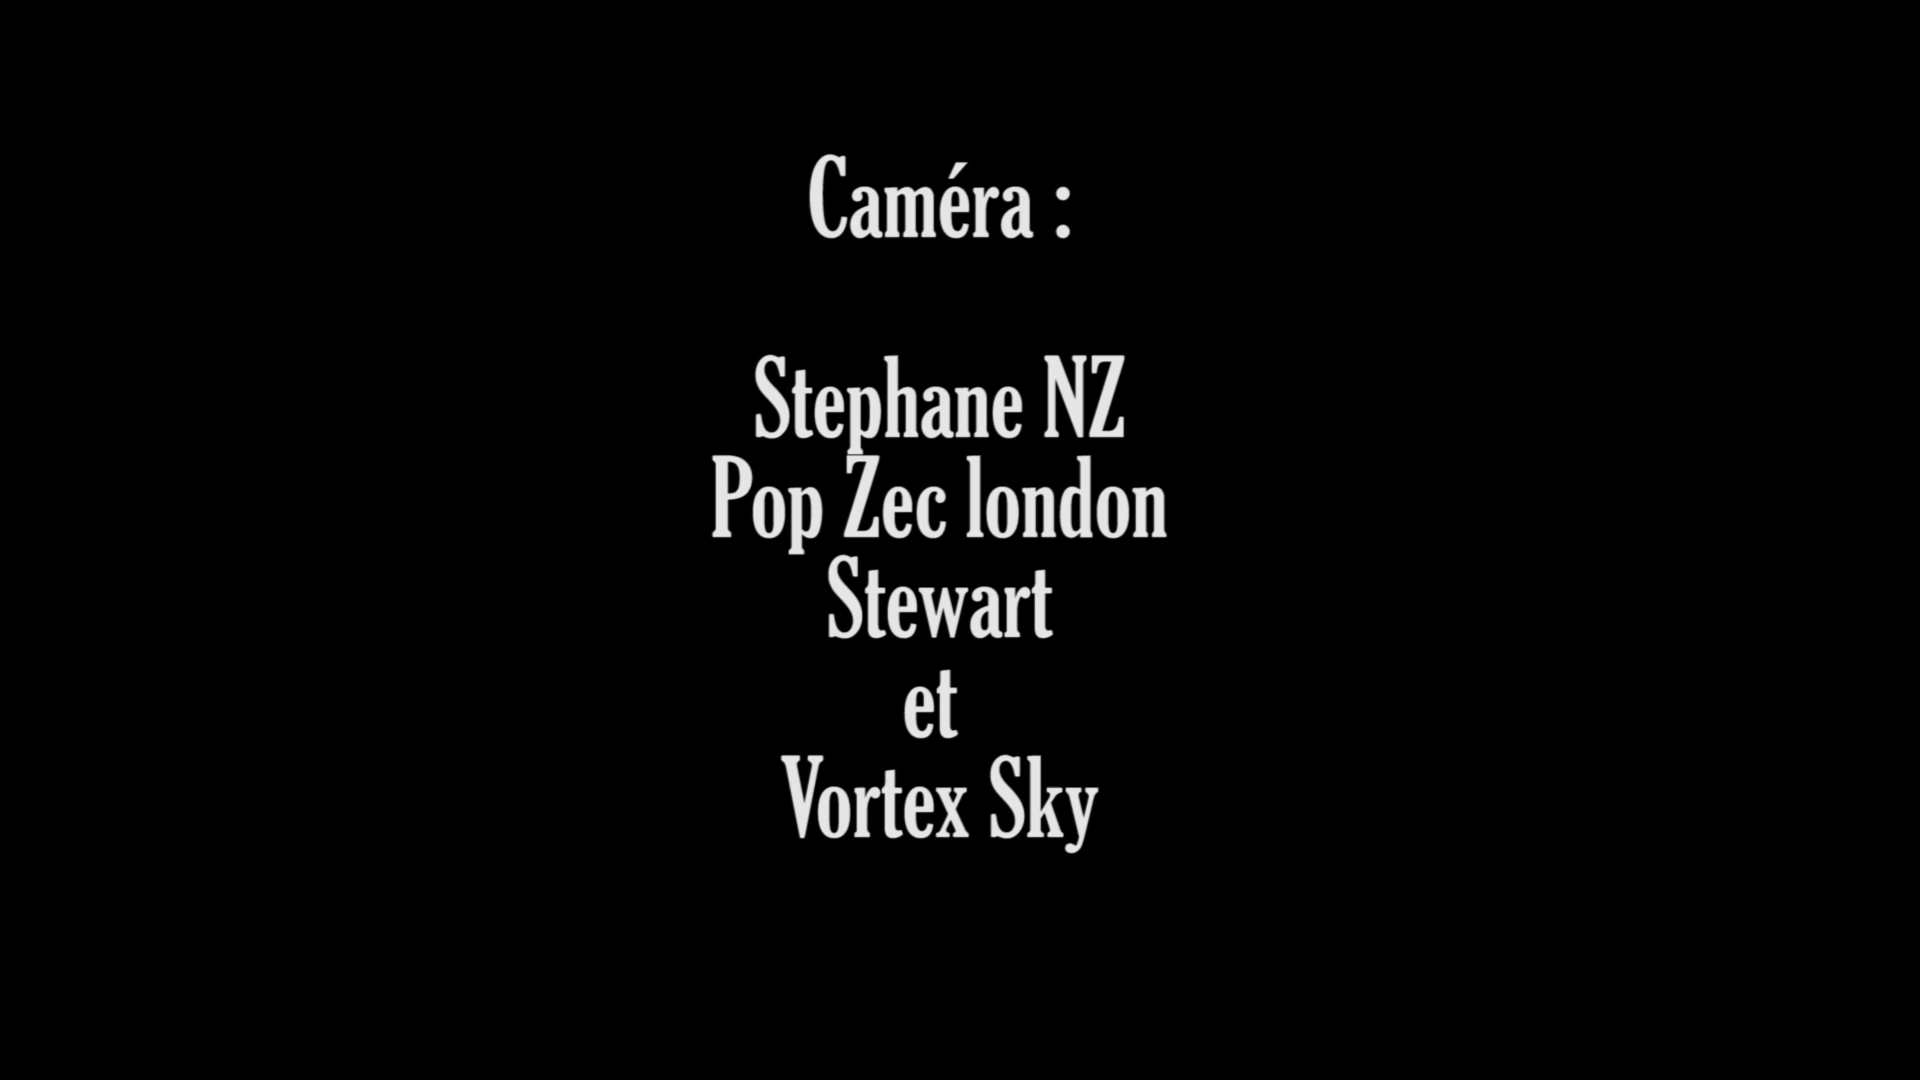 Caméra :
Stephane NZ
Pop Zec london
Stewart
et
Vortex Sky